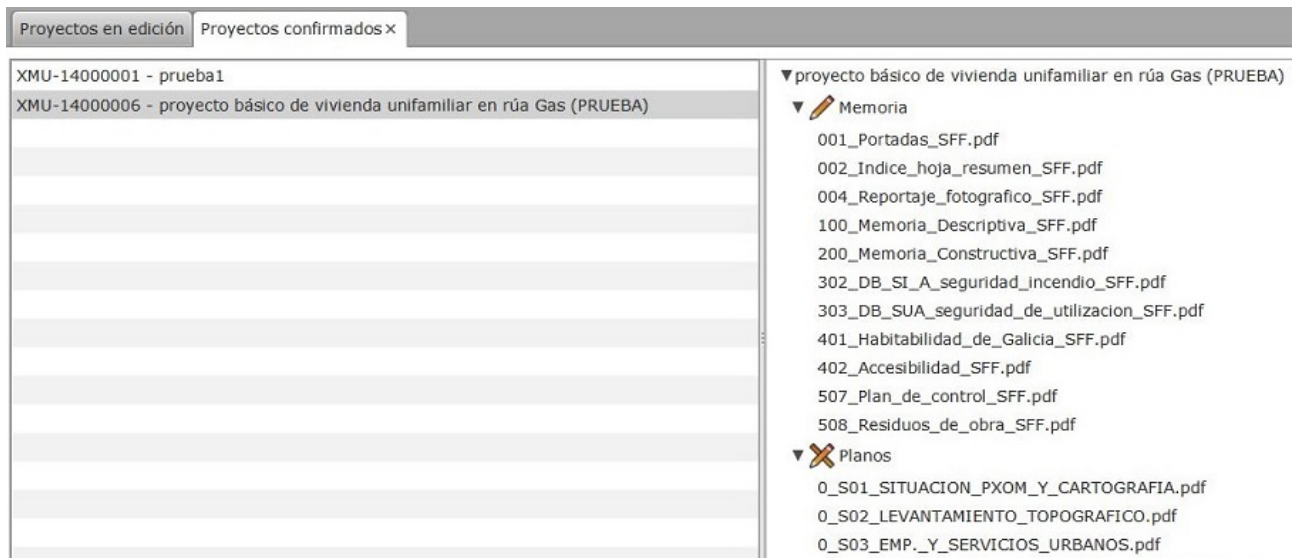 Proyectos en edición
Proyectos confirmados ×
XMU-14000001 - prueba1
XMU-14000006 - proyecto básico de vivienda unifamiliar en rúa Gas (PRUEBA)
proyecto básico de vivienda unifamiliar en rúa Gas (PRUEBA)
Memoria
001_Portadas_SFF.pdf
002_Indice_hoja_resumen_SFF.pdf
004_Reportaje_fotografico_SFF.pdf
100_Memoria_Descriptiva_SFF.pdf
200_Memoria_Constructiva_SFF.pdf
302_DB_SI_A_seguridad_incendio_SFF.pdf
303_DB_SUA_seguridad_de_utilizacion_SFF.pdf
401_Habitabilidad_de_Galicia_SFF.pdf
402_Accesibilidad_SFF.pdf
507_Plan_de_control_SFF.pdf
508_Residuos_de_obra_SFF.pdf
Planos
0_S01_SITUACION_PXOM_Y_CARTOGRAFIA.pdf
0_S02_LEVANTAMIENTO_TOPOGRAFICO.pdf
0_S03_EMP._Y_SERVICIOS_URBANOS.pdf